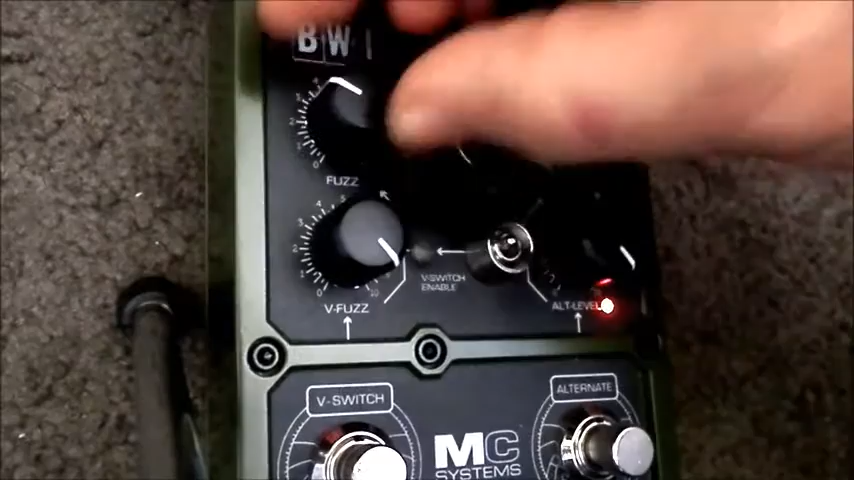 BW
FUZZ
V-FUZZ
V-SWITCH
ENABLE
ALT-LEVEL
V-SWITCH
ALTERNATE
MC
SYSTEMS